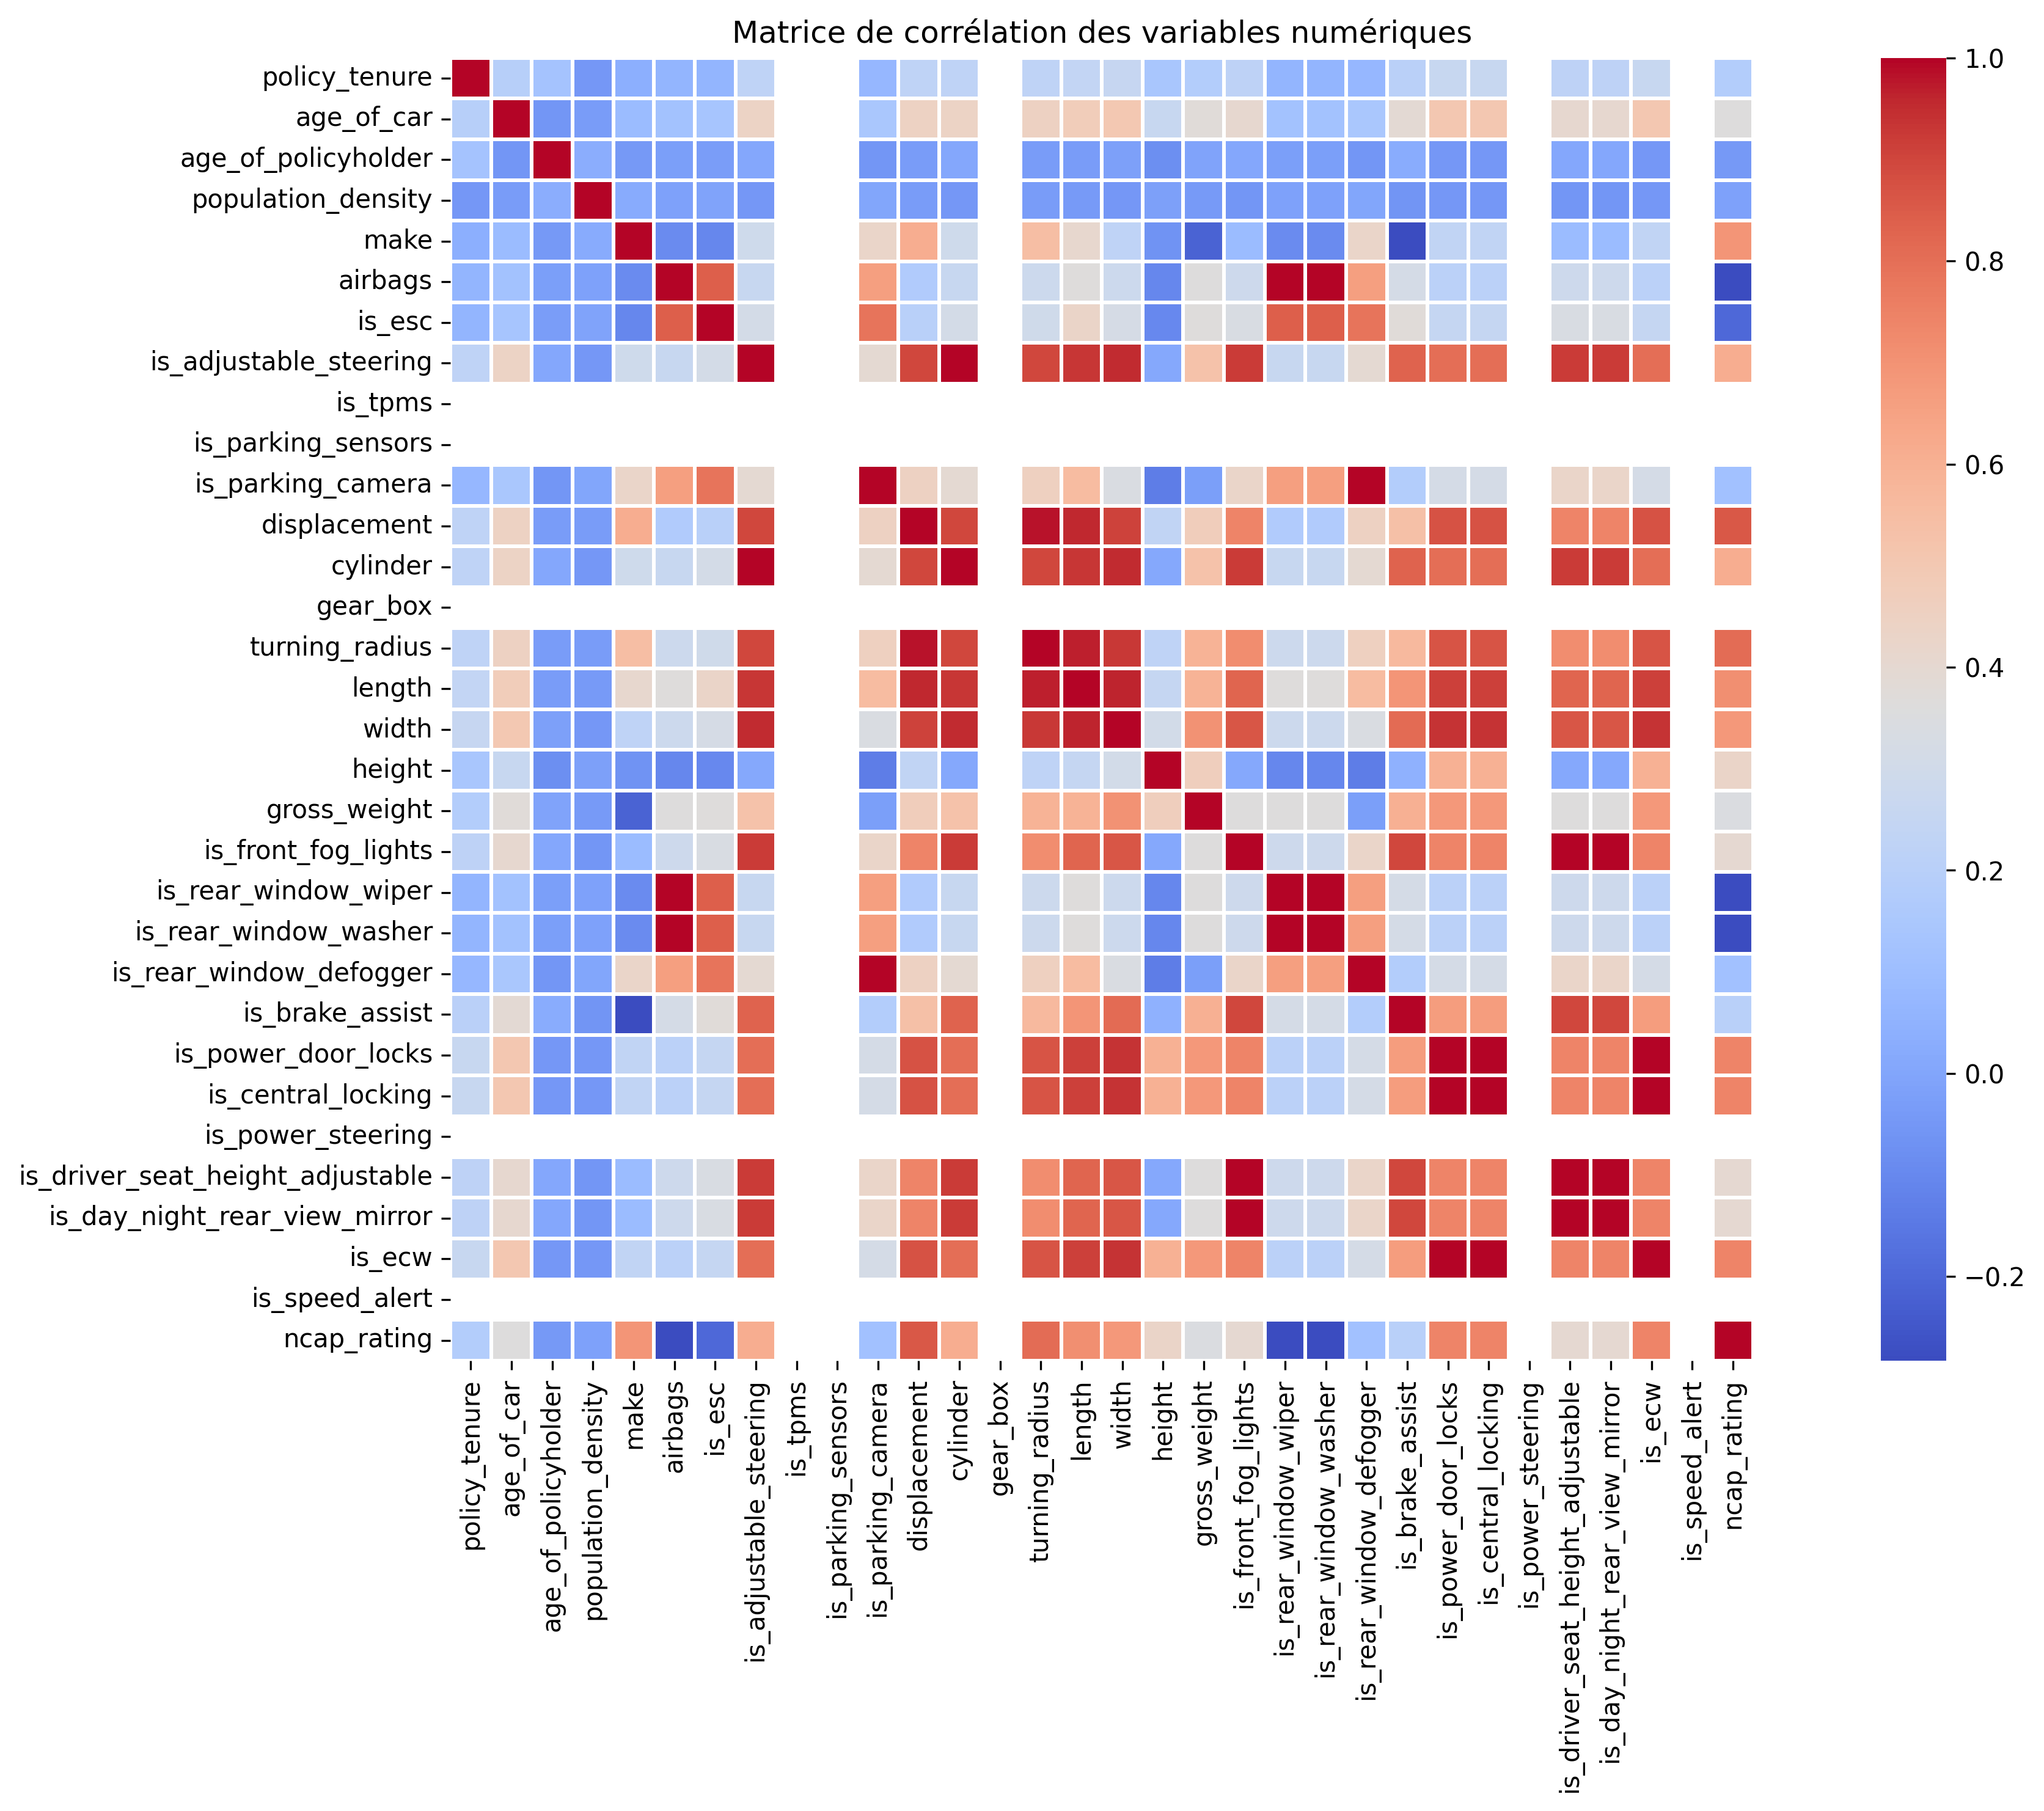 Matrice de corrélation des variables numériques
policy_tenure
age_of_car
age_of_policyholder
population_density
make
airbags
is_esc
is_adjustable_steering
is_tpms
is_parking_sensors
is_parking_camera
displacement
cylinder
gear_box
turning_radius
length
width
height
gross_weight
is_front_fog_lights
is_rear_window_wiper
is_rear_window_washer
is_rear_window_defogger
is_brake_assist
is_power_door_locks
is_central_locking
is_power_steering
is_driver_seat_height_adjustable
is_day_night_rear_view_mirror
is_ecw
is_speed_alert
ncap_rating
policy_tenure
age_of_car
age_of_policyholder
population_density
make
airbags
is_esc
is_adjustable_steering
is_tpms
is_parking_sensors
is_parking_camera
displacement
cylinder
gear_box
turning_radius
length
width
height
gross_weight
is_front_fog_lights
is_rear_window_wiper
is_rear_window_washer
is_rear_window_defogger
is_brake_assist
is_power_door_locks
is_central_locking
is_power_steering
is_driver_seat_height_adjustable
is_day_night_rear_view_mirror
is_ecw
is_speed_alert
ncap_rating
1.0
0.8
0.6
0.4
0.2
0.0
−0.2